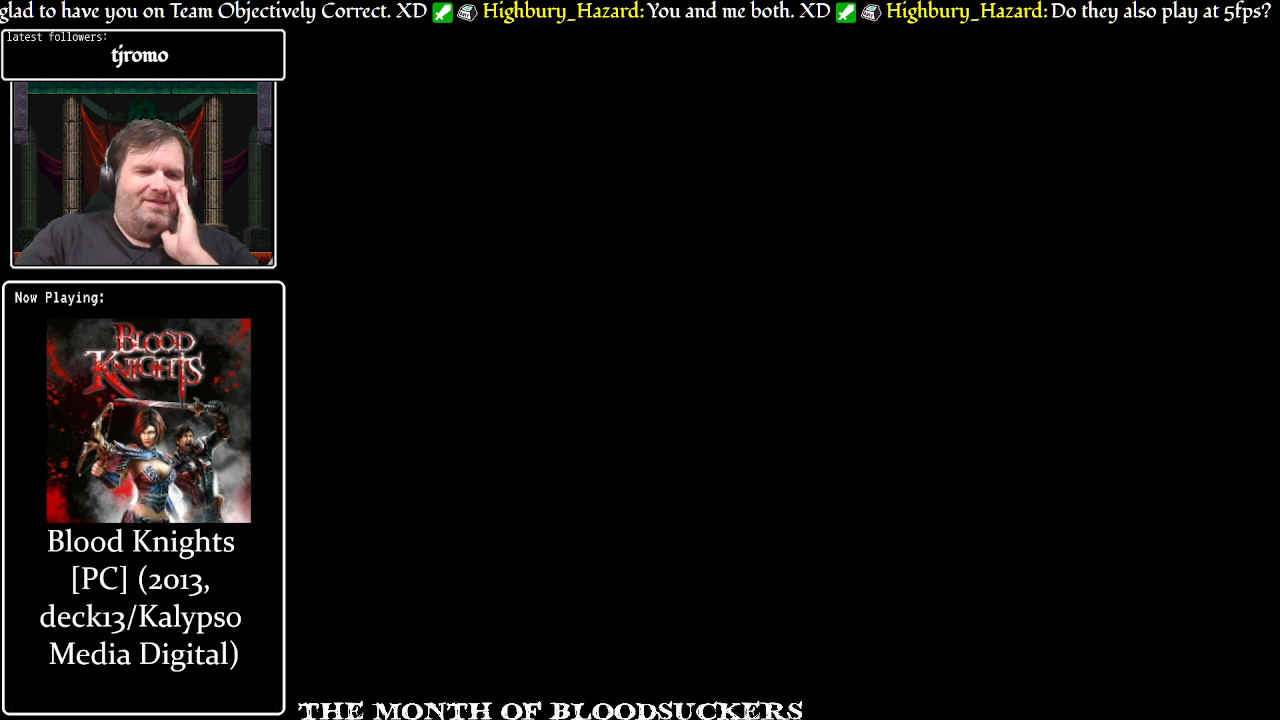 glad to have you on Team Objectively Correct. XD Highbury_Hazard: You and me both. XD Highbury_Hazard: Do they also play at 5fps?
latest followers:
tjromo
Now Playing:
BLOOD
KNIGHTS
Blood Knights
[PC] (2013,
deck13/Kalypso
Media Digital)
THE MONTH OF BLOODSUCKERS